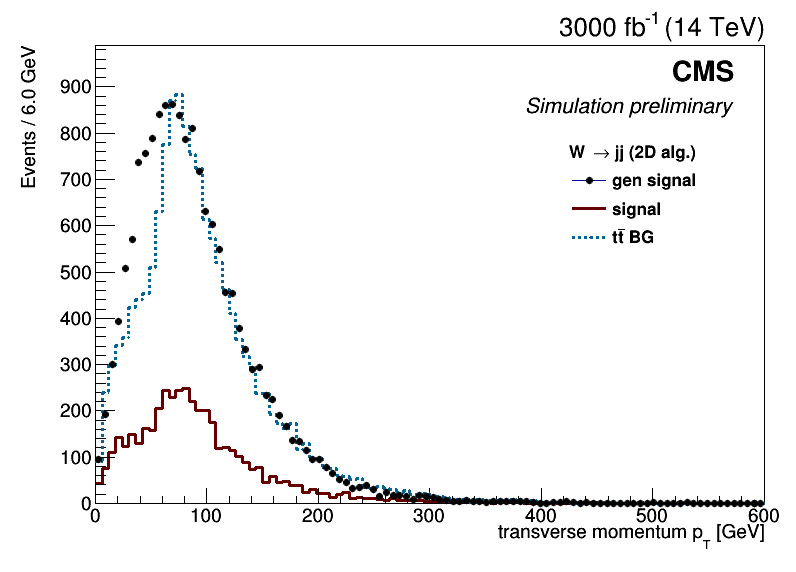 3000 fb⁻¹ (14 TeV)
CMS
Simulation preliminary
W → jj (2D alg.)
gen signal
signal
tt̄ BG
Events / 6.0 GeV
900
800
700
600
500
400
300
200
100
0
0 100 200 300 400 500 600
transverse momentum p_T [GeV]